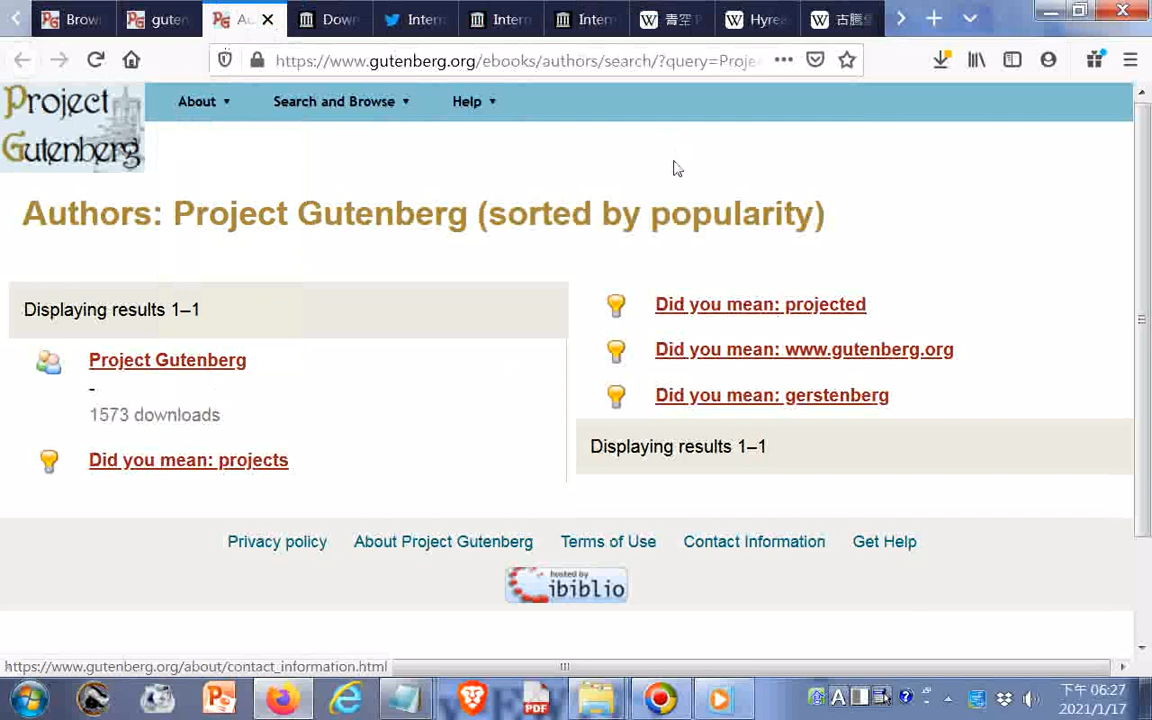 Brow
guten
Au
Down
Intern
Intern
Intern
青空
Hyrea
https://www.gutenberg.org/ebooks/authors/search/?query=Proje
Project
Gutenberg
About
Search and Browse
Help
Authors: Project Gutenberg (sorted by popularity)
Displaying results 1–1
Project Gutenberg
-
1573 downloads
Did you mean: projects
Did you mean: projected
Did you mean: www.gutenberg.org
Did you mean: gerstenberg
Displaying results 1–1
Privacy policy
About Project Gutenberg
Terms of Use
Contact Information
Get Help
hosted by
ibiblio
https://www.gutenberg.org/about/contact_information.html
PDF
A
下午 06:27
2021/1/17